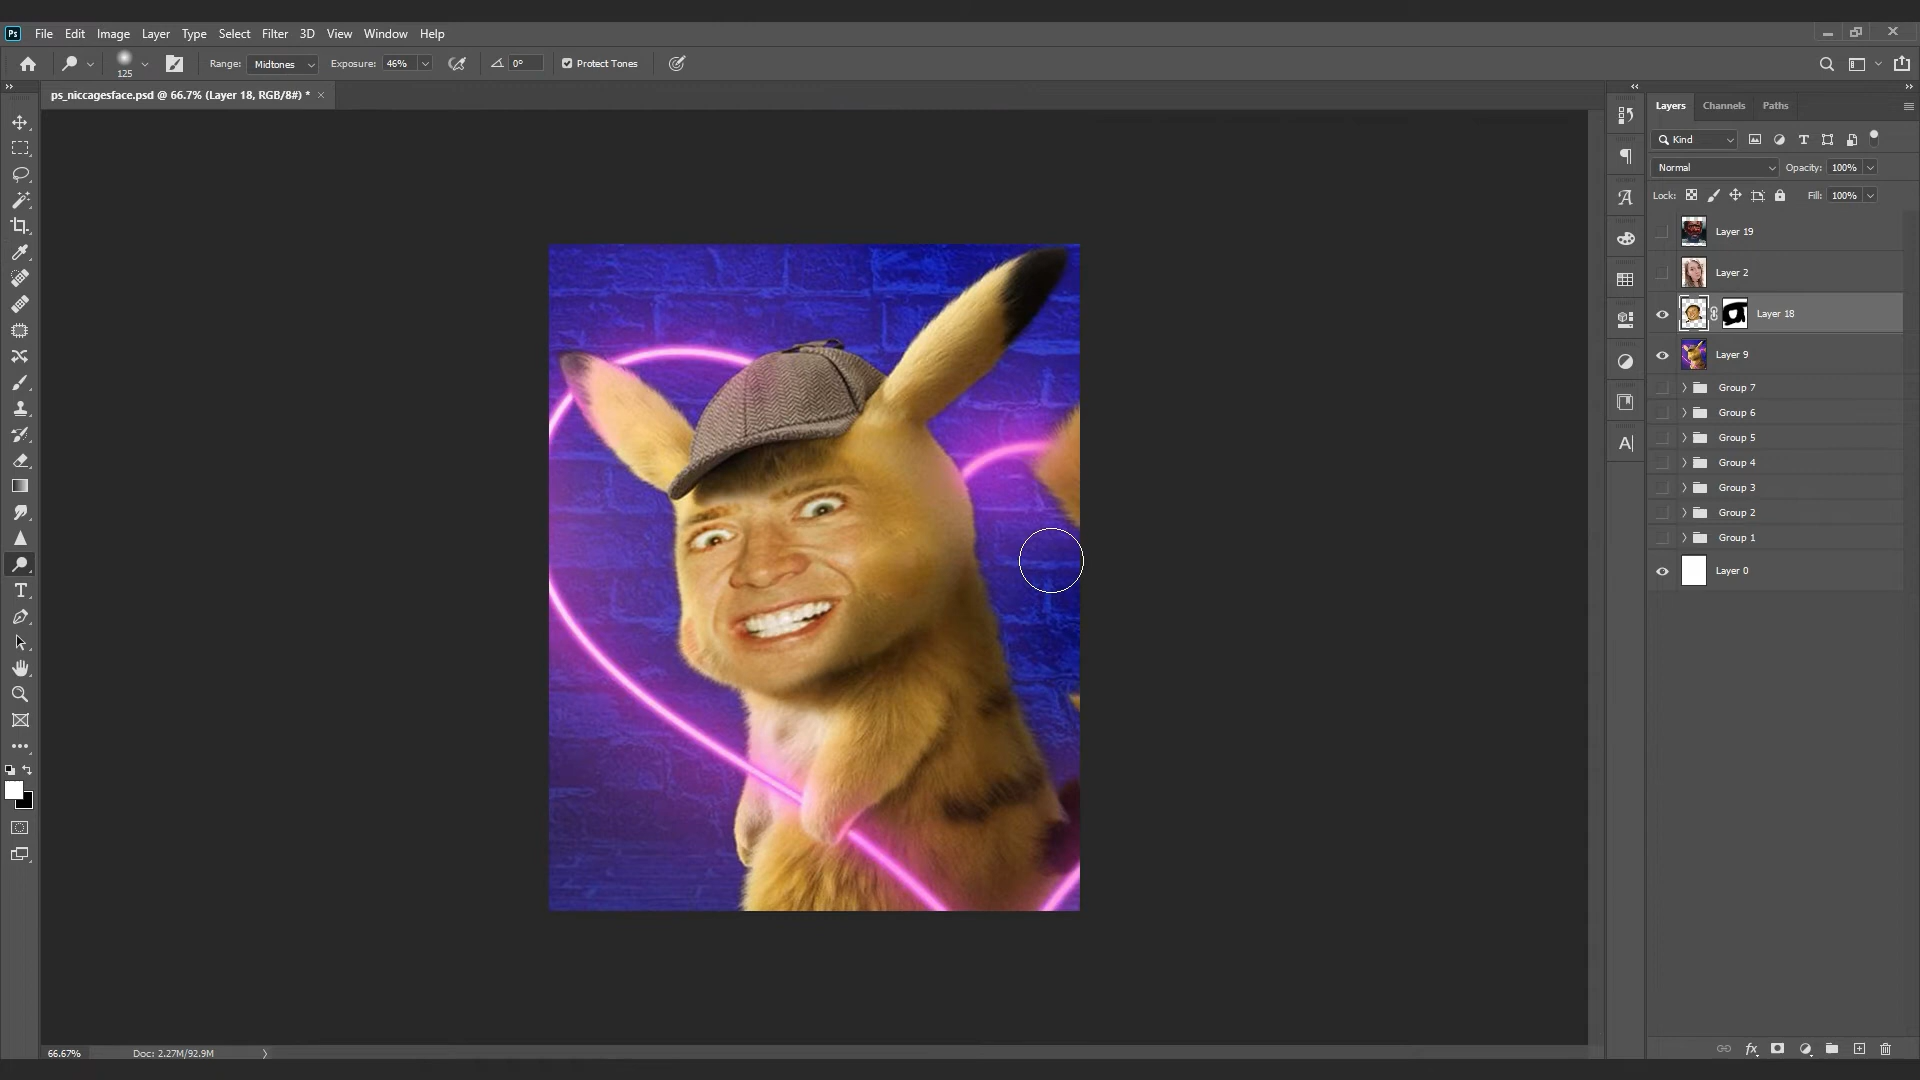 Ps File Edit Image Layer Type Select Filter 3D View Window Help
125 Range: Midtones Exposure: 46% 0° Protect Tones
ps_niccagesface.psd @ 66.7% (Layer 18, RGB/8#) * ×
Layers Channels Paths
Kind
Normal Opacity: 100%
Lock: Fill: 100%
Layer 19
Layer 2
Layer 18
Layer 9
Group 7
Group 6
Group 5
Group 4
Group 3
Group 2
Group 1
Layer 0
66.67% Doc: 2.27M/92.9M